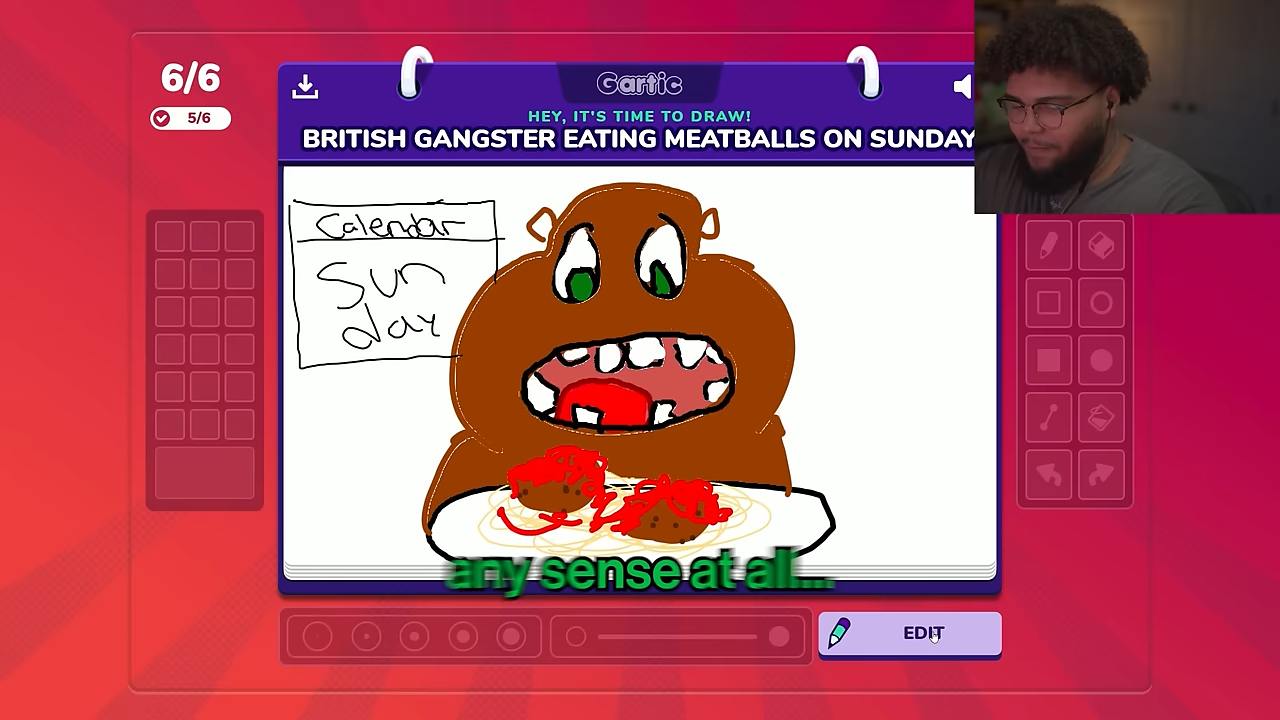 6/6
5/6
Gartic
HEY, IT'S TIME TO DRAW!
BRITISH GANGSTER EATING MEATBALLS ON SUNDAY
Calendar
Sun
day
any sense at all...
EDIT